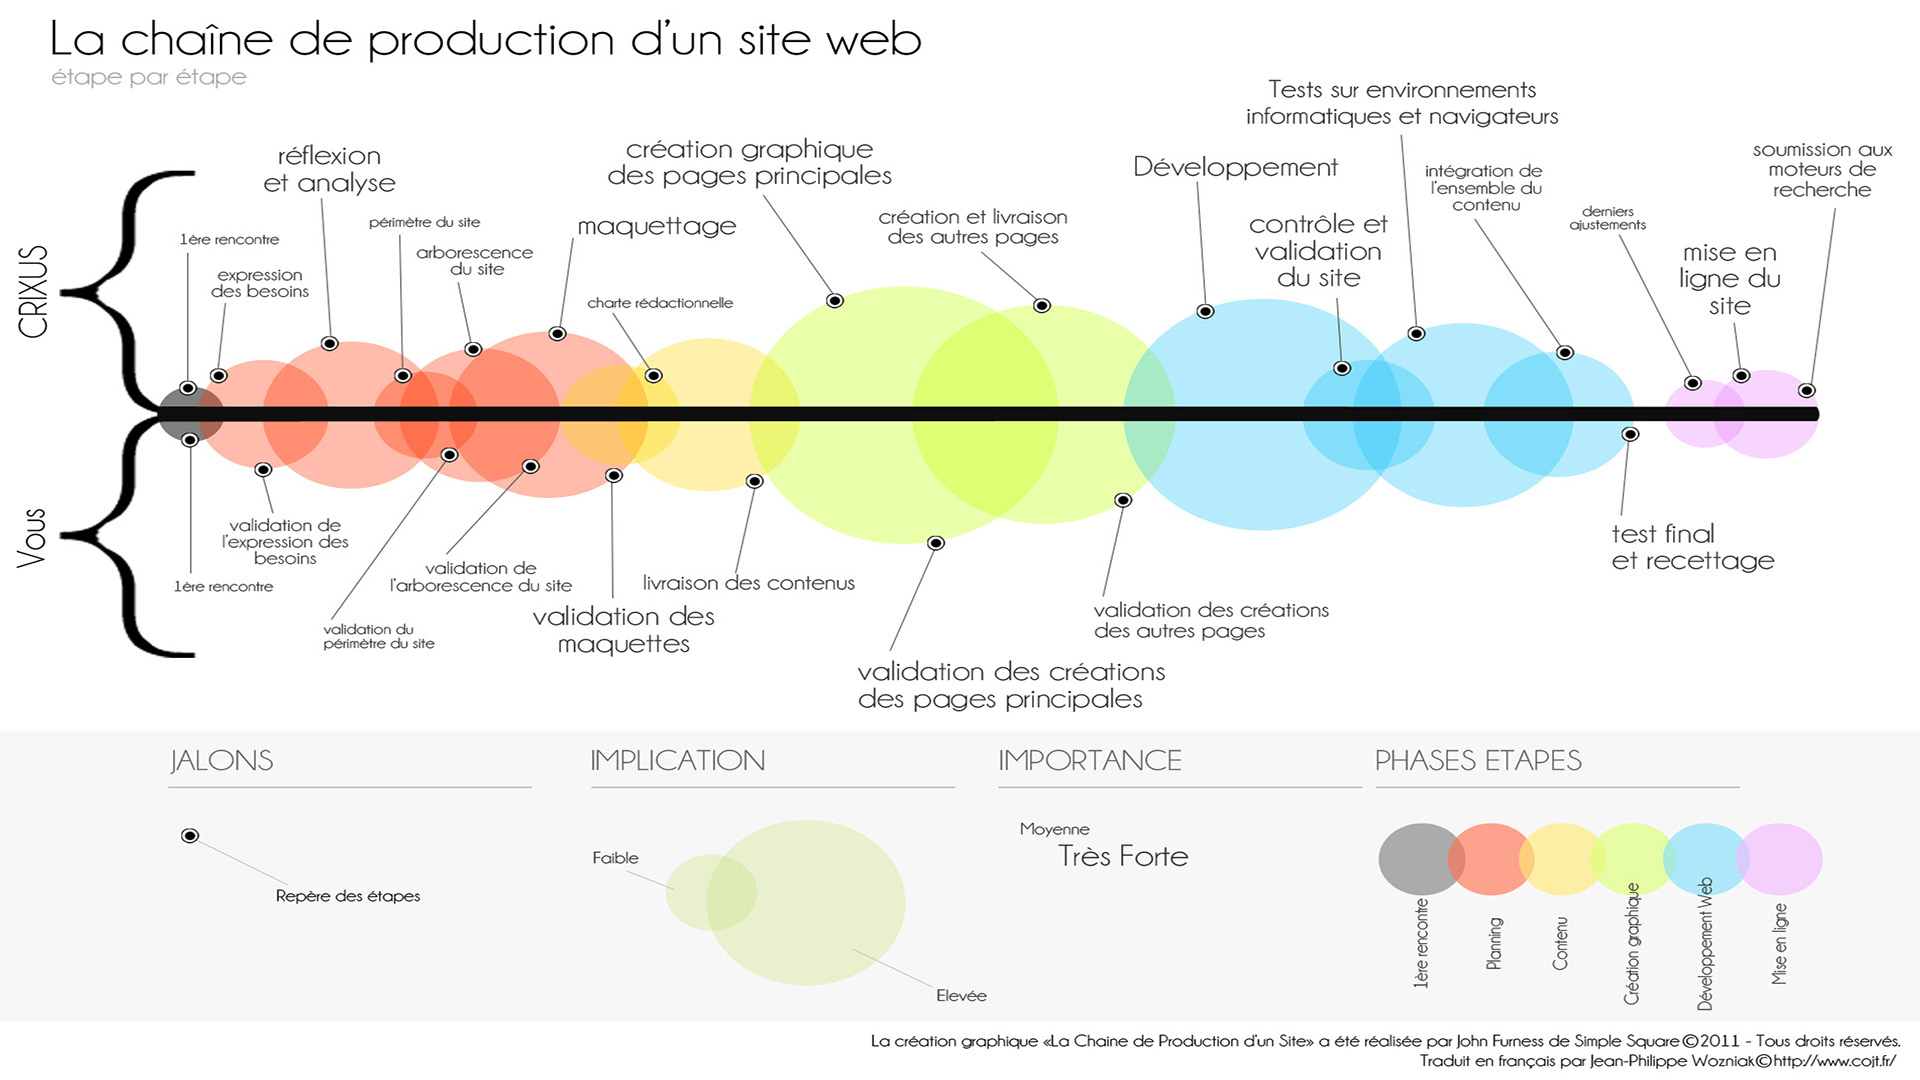 La chaîne de production d'un site web
étape par étape
CRIXUS
1ère rencontre
expression
des besoins
réflexion
et analyse
périmètre du site
arborescence
du site
maquettage
charte rédactionnelle
création graphique
des pages principales
création et livraison
des autres pages
Développement
contrôle et
validation
du site
Tests sur environnements
informatiques et navigateurs
intégration de
l'ensemble du
contenu
derniers
ajustements
mise en
ligne du
site
soumission aux
moteurs de
recherche
Vous
1ère rencontre
validation de
l'expression des
besoins
validation du
périmètre du site
validation de
l'arborescence du site
validation des
maquettes
livraison des contenus
validation des créations
des pages principales
validation des créations
des autres pages
test final
et recettage
JALONS
Repère des étapes
IMPLICATION
Faible
Elevée
IMPORTANCE
Moyenne
Très Forte
PHASES ETAPES
1ère rencontre
Planning
Contenu
Création graphique
Développement Web
Mise en ligne
La création graphique «La Chaine de Production d'un Site» a été réalisée par John Furness de Simple Square©2011 - Tous droits réservés.
Traduit en français par Jean-Philippe Wozniak©http://www.cojt.fr/